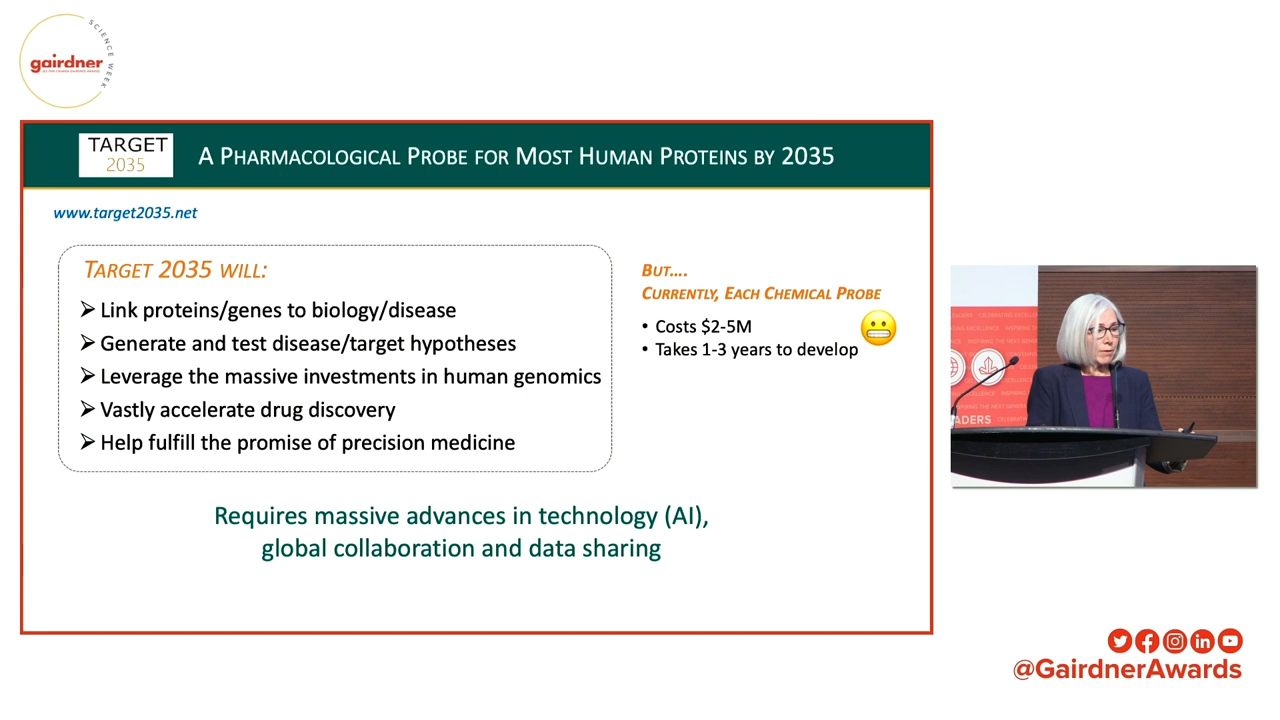 SCIENCE WEEK
gairdner
TARGET
2035
A Pharmacological Probe for Most Human Proteins by 2035
www.target2035.net
Target 2035 will:
➢ Link proteins/genes to biology/disease
➢ Generate and test disease/target hypotheses
➢ Leverage the massive investments in human genomics
➢ Vastly accelerate drug discovery
➢ Help fulfill the promise of precision medicine
But....
Currently, Each Chemical Probe
• Costs $2-5M
• Takes 1-3 years to develop
Requires massive advances in technology (AI),
global collaboration and data sharing
ADERS
@GairdnerAwards